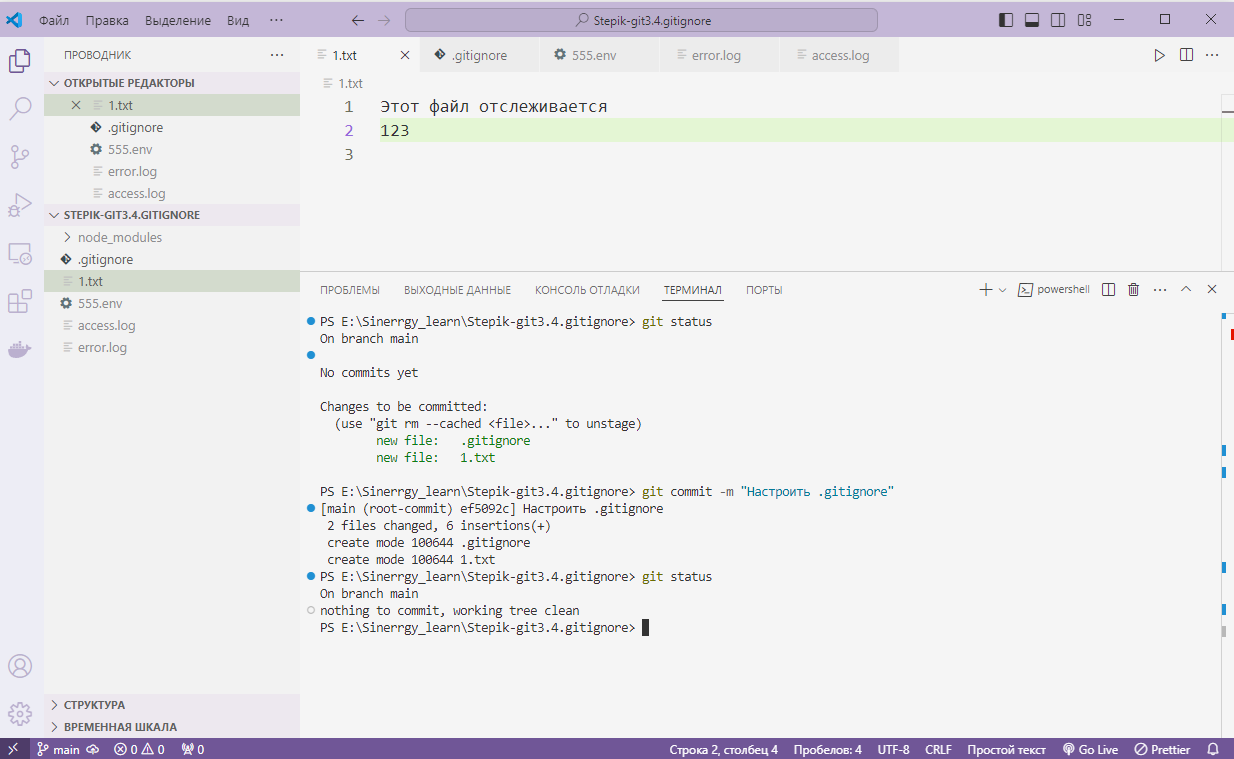 Файл Правка Выделение Вид ···
Stepik-git3.4.gitignore
ПРОВОДНИК ···
ОТКРЫТЫЕ РЕДАКТОРЫ
1.txt
.gitignore
555.env
error.log
access.log
STEPIK-GIT3.4.GITIGNORE
node_modules
.gitignore
1.txt
555.env
access.log
error.log
СТРУКТУРА
ВРЕМЕННАЯ ШКАЛА
1.txt .gitignore 555.env error.log access.log
1.txt
1 Этот файл отслеживается
2 123
3
ПРОБЛЕМЫ ВЫХОДНЫЕ ДАННЫЕ КОНСОЛЬ ОТЛАДКИ ТЕРМИНАЛ ПОРТЫ powershell
PS E:\Sinerrgy_learn\Stepik-git3.4.gitignore> git status
On branch main
No commits yet
Changes to be committed:
(use "git rm --cached <file>..." to unstage)
new file: .gitignore
new file: 1.txt
PS E:\Sinerrgy_learn\Stepik-git3.4.gitignore> git commit -m "Настроить .gitignore"
[main (root-commit) ef5092c] Настроить .gitignore
2 files changed, 6 insertions(+)
create mode 100644 .gitignore
create mode 100644 1.txt
PS E:\Sinerrgy_learn\Stepik-git3.4.gitignore> git status
On branch main
nothing to commit, working tree clean
PS E:\Sinerrgy_learn\Stepik-git3.4.gitignore>
main 0 0 0 Строка 2, столбец 4 Пробелов: 4 UTF-8 CRLF Простой текст Go Live Prettier